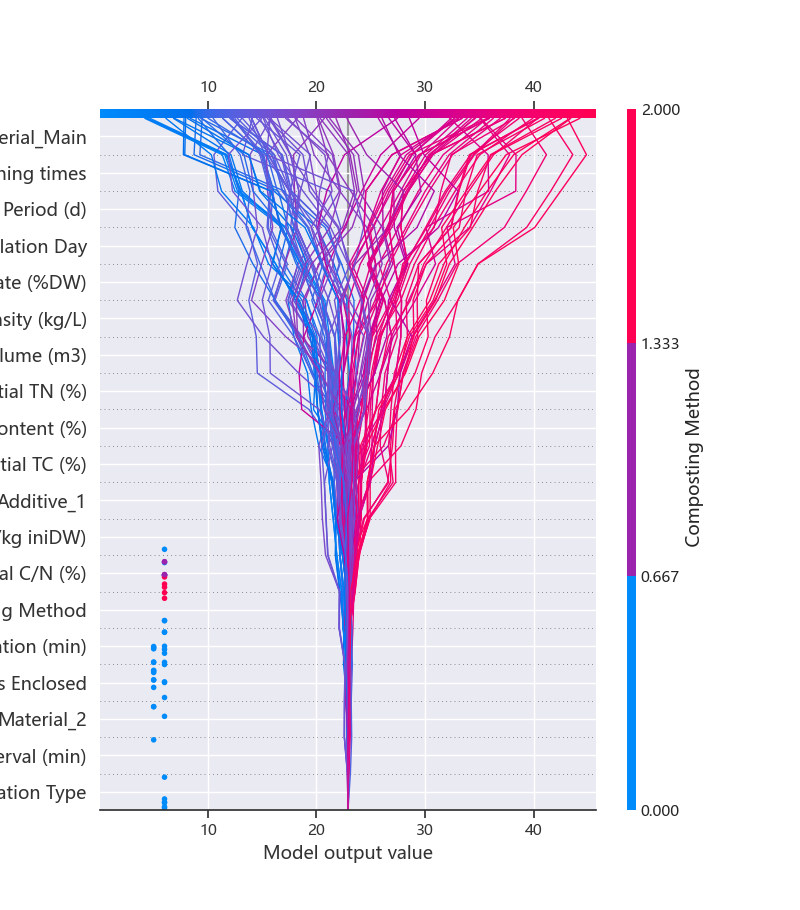 10 20 30 40
2.000
erial_Main
ning times
Period (d)
lation Day
ate (%DW)
nsity (kg/L)
1.333
lume (m3)
tial TN (%)
ontent (%)
Composting Method
tial TC (%)
Additive_1
/kg iniDW)
al C/N (%)
0.667
g Method
ation (min)
s Enclosed
Material_2
erval (min)
ation Type
0.000
10 20 30 40
Model output value